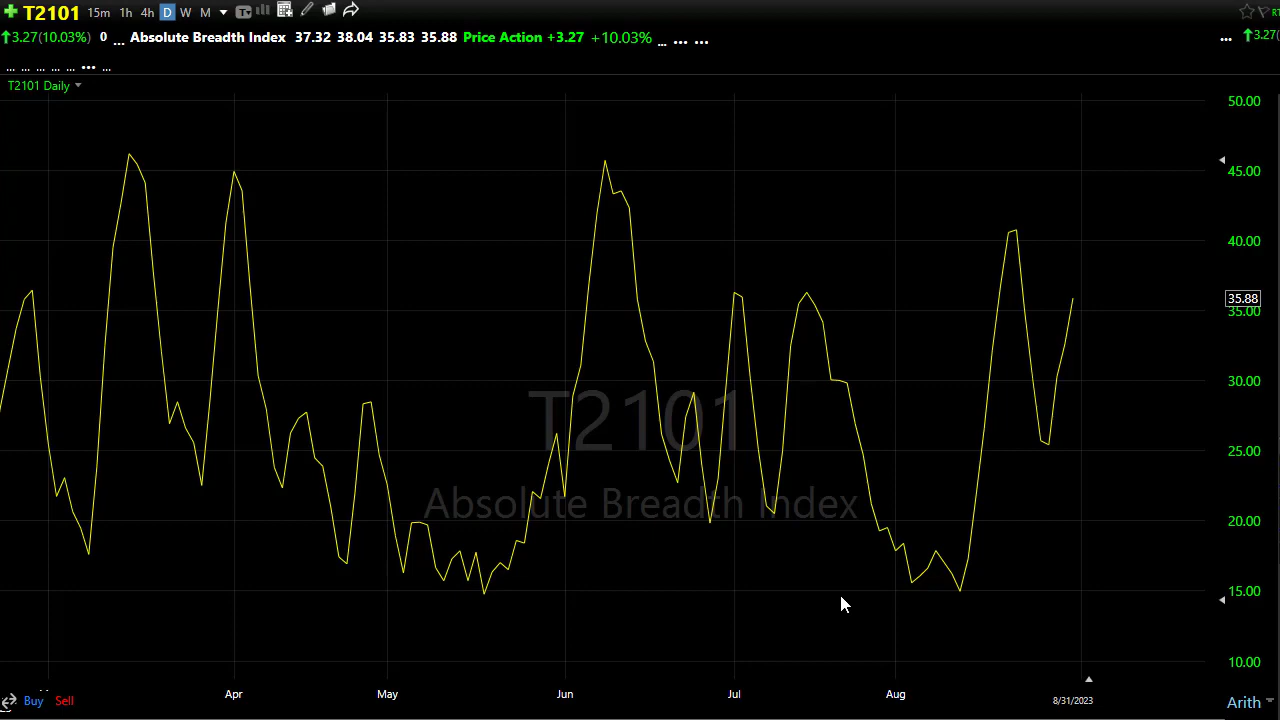 T2101 15m 1h 4h D W M
3.27(10.03%) 0 ... Absolute Breadth Index 37.32 38.04 35.83 35.88 Price Action +3.27 +10.03% ... ... ... ... 3.27(
... ... ... ... ... ... ...
T2101 Daily
50.00
45.00
40.00
35.88
35.00
30.00
T2101
25.00
Absolute Breadth Index
20.00
15.00
10.00
Apr May Jun Jul Aug 8/31/2023
Buy Sell Arith